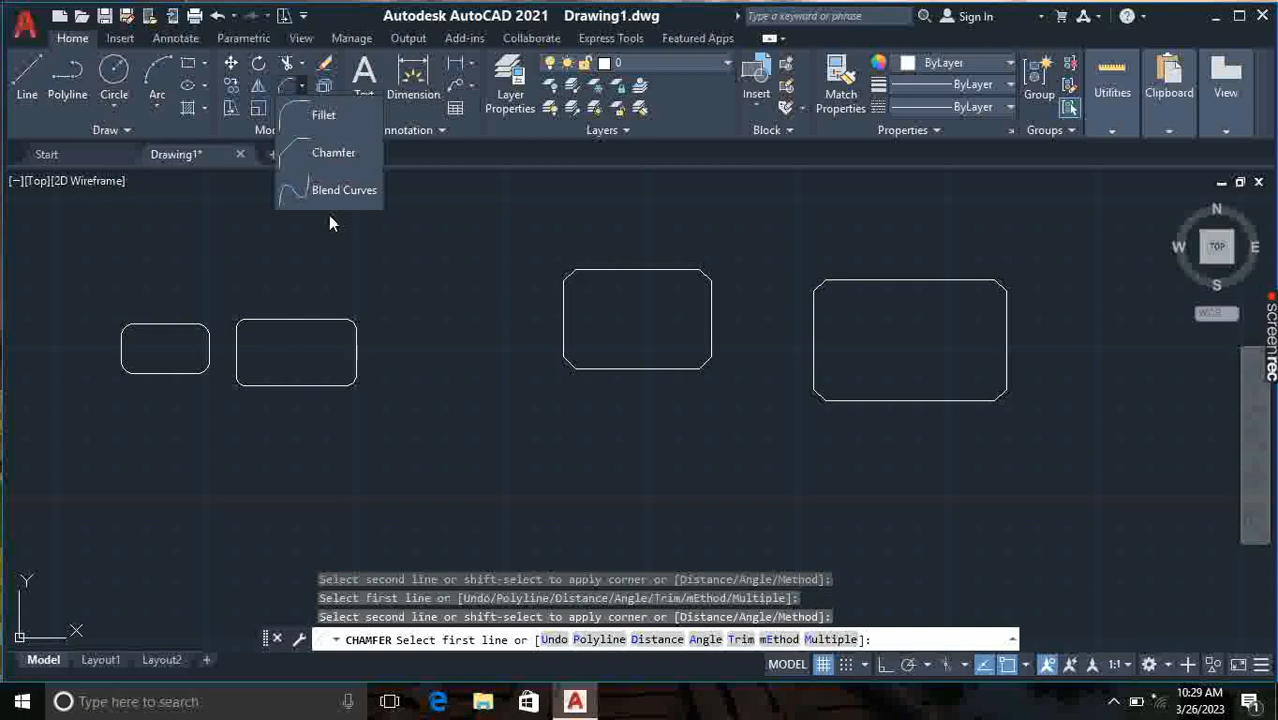 Autodesk AutoCAD 2021 Drawing1.dwg
Type a keyword or phrase
Sign In
Home Insert Annotate Parametric View Manage Output Add-ins Collaborate Express Tools Featured Apps
Line Polyline Circle Arc
Text Dimension
Layer Properties
0
Insert
Match Properties
ByLayer
ByLayer
ByLayer
Group
Utilities
Clipboard
View
Draw
Mod
nnotation
Layers
Block
Properties
Groups
Fillet
Chamfer
Blend Curves
Start
Drawing1*
[−][Top][2D Wireframe]
N
W TOP E
S
WCS
screenrec
Y
X
Select second line or shift-select to apply corner or [Distance/Angle/Method]:
Select first line or [Undo/Polyline/Distance/Angle/Trim/mEthod/Multiple]:
Select second line or shift-select to apply corner or [Distance/Angle/Method]:
CHAMFER Select first line or [Undo Polyline Distance Angle Trim mEthod Multiple]:
Model Layout1 Layout2 +
MODEL
1:1
Type here to search
10:29 AM
3/26/2023
1